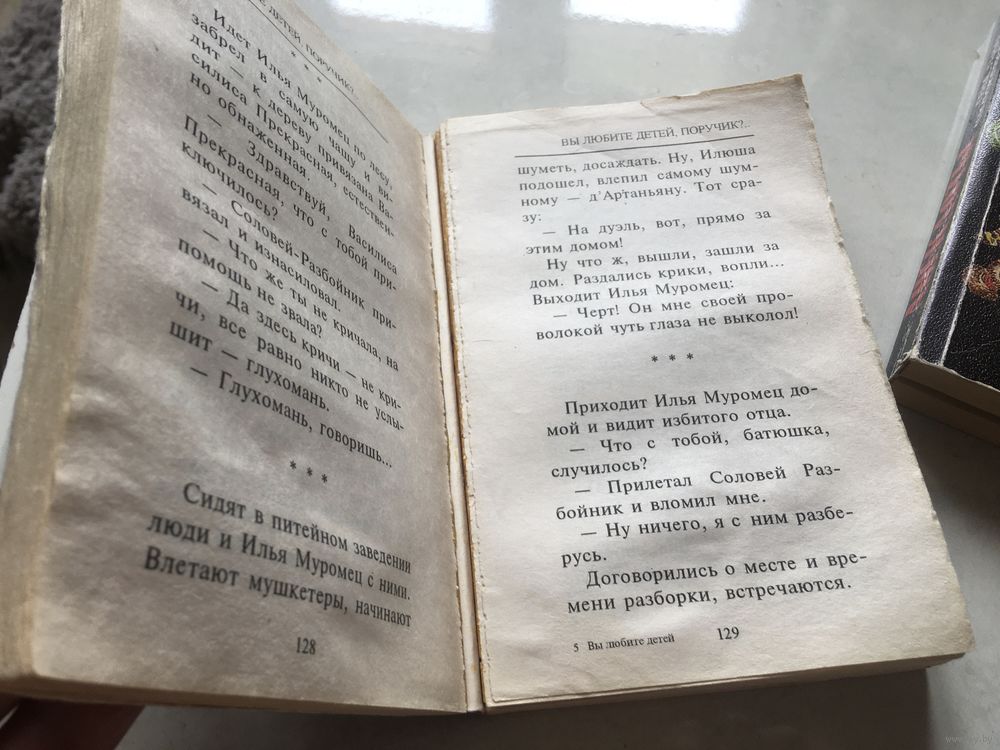 Е ДЕТЕЙ, ПОРУЧИК?.
* * *
Идет Илья Муромец по лесу,
забрел в самую чащу и ви-
дит — к дереву привязана Ва-
силиса Прекрасная, естествен-
но обнаженная.
— Здравствуй, Василиса
Прекрасная, что с тобой при-
ключилось?
— Соловей-Разбойник при-
вязал и изнасиловал.
— Что же ты не кричала, на
помощь не звала?
— Да здесь кричи — не кри-
чи, все равно никто не услы-
шит — глухомань.
— Глухомань, говоришь...
* * *
Сидят в питейном заведении
люди и Илья Муромец с ними.
Влетают мушкетеры, начинают
128
ВЫ ЛЮБИТЕ ДЕТЕЙ, ПОРУЧИК?.
шуметь, досаждать. Ну, Илюша
подошел, влепил самому шум-
ному — д’Артаньяну. Тот сра-
зу:
— На дуэль, вот, прямо за
этим домом!
Ну что ж, вышли, зашли за
дом. Раздались крики, вопли...
Выходит Илья Муромец:
— Черт! Он мне своей про-
волокой чуть глаза не выколол!
* * *
Приходит Илья Муромец до-
мой и видит избитого отца.
— Что с тобой, батюшка,
случилось?
— Прилетал Соловей Раз-
бойник и вломил мне.
— Ну ничего, я с ним разбе-
русь.
Договорились о месте и вре-
мени разборки, встречаются.
5 Вы любите детей 129